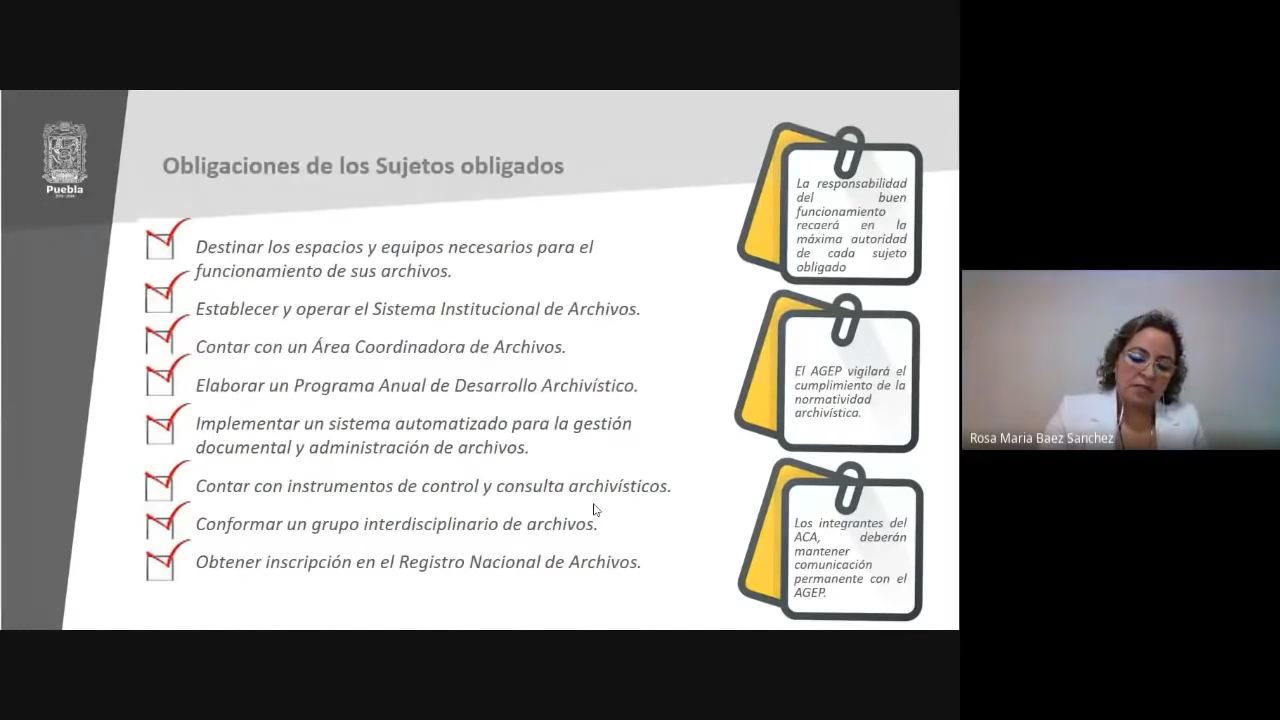 Puebla
Obligaciones de los Sujetos obligados
Destinar los espacios y equipos necesarios para el
funcionamiento de sus archivos.
Establecer y operar el Sistema Institucional de Archivos.
Contar con un Área Coordinadora de Archivos.
Elaborar un Programa Anual de Desarrollo Archivístico.
Implementar un sistema automatizado para la gestión
documental y administración de archivos.
Contar con instrumentos de control y consulta archivísticos.
Conformar un grupo interdisciplinario de archivos.
Obtener inscripción en el Registro Nacional de Archivos.
La responsabilidad
del buen
funcionamiento
recaerá en la
máxima autoridad
de cada sujeto
obligado
El AGEP vigilará el
cumplimiento de la
normatividad
archivística.
Los integrantes del
ACA, deberán
mantener
comunicación
permanente con el
AGEP.
Rosa Maria Baez Sanchez